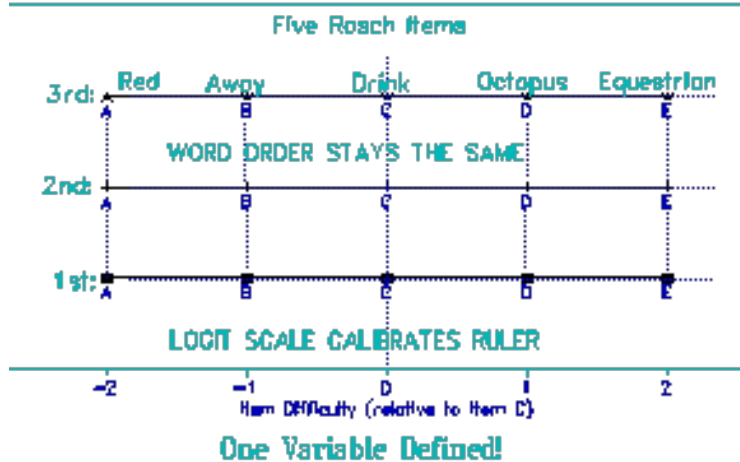 Five Rasch Items
Red Away Drink Octopus Equestrian
3rd:
A B C D E
WORD ORDER STAYS THE SAME
2nd:
A B C D E
1st:
A B C D E
LOGIT SCALE CALIBRATES RULER
-2 -1 0 1 2
Item Difficulty (relative to Item C)
One Variable Defined!